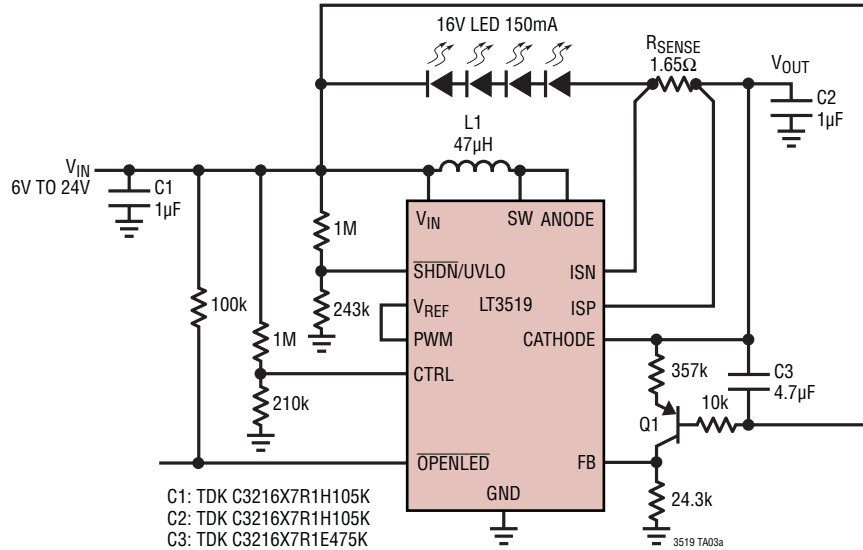 16V LED 150mA
RSENSE
1.65Ω
VOUT
C2
1µF
L1
47µH
VIN
6V TO 24V
C1
1µF
VIN
SW
ANODE
1M
SHDN/UVLO
ISN
100k
243k
VREF
LT3519
ISP
1M
PWM
CATHODE
CTRL
357k
C3
4.7µF
210k
Q1
10k
OPENLED
FB
GND
24.3k
C1: TDK C3216X7R1H105K
C2: TDK C3216X7R1H105K
C3: TDK C3216X7R1E475K
3519 TA03a